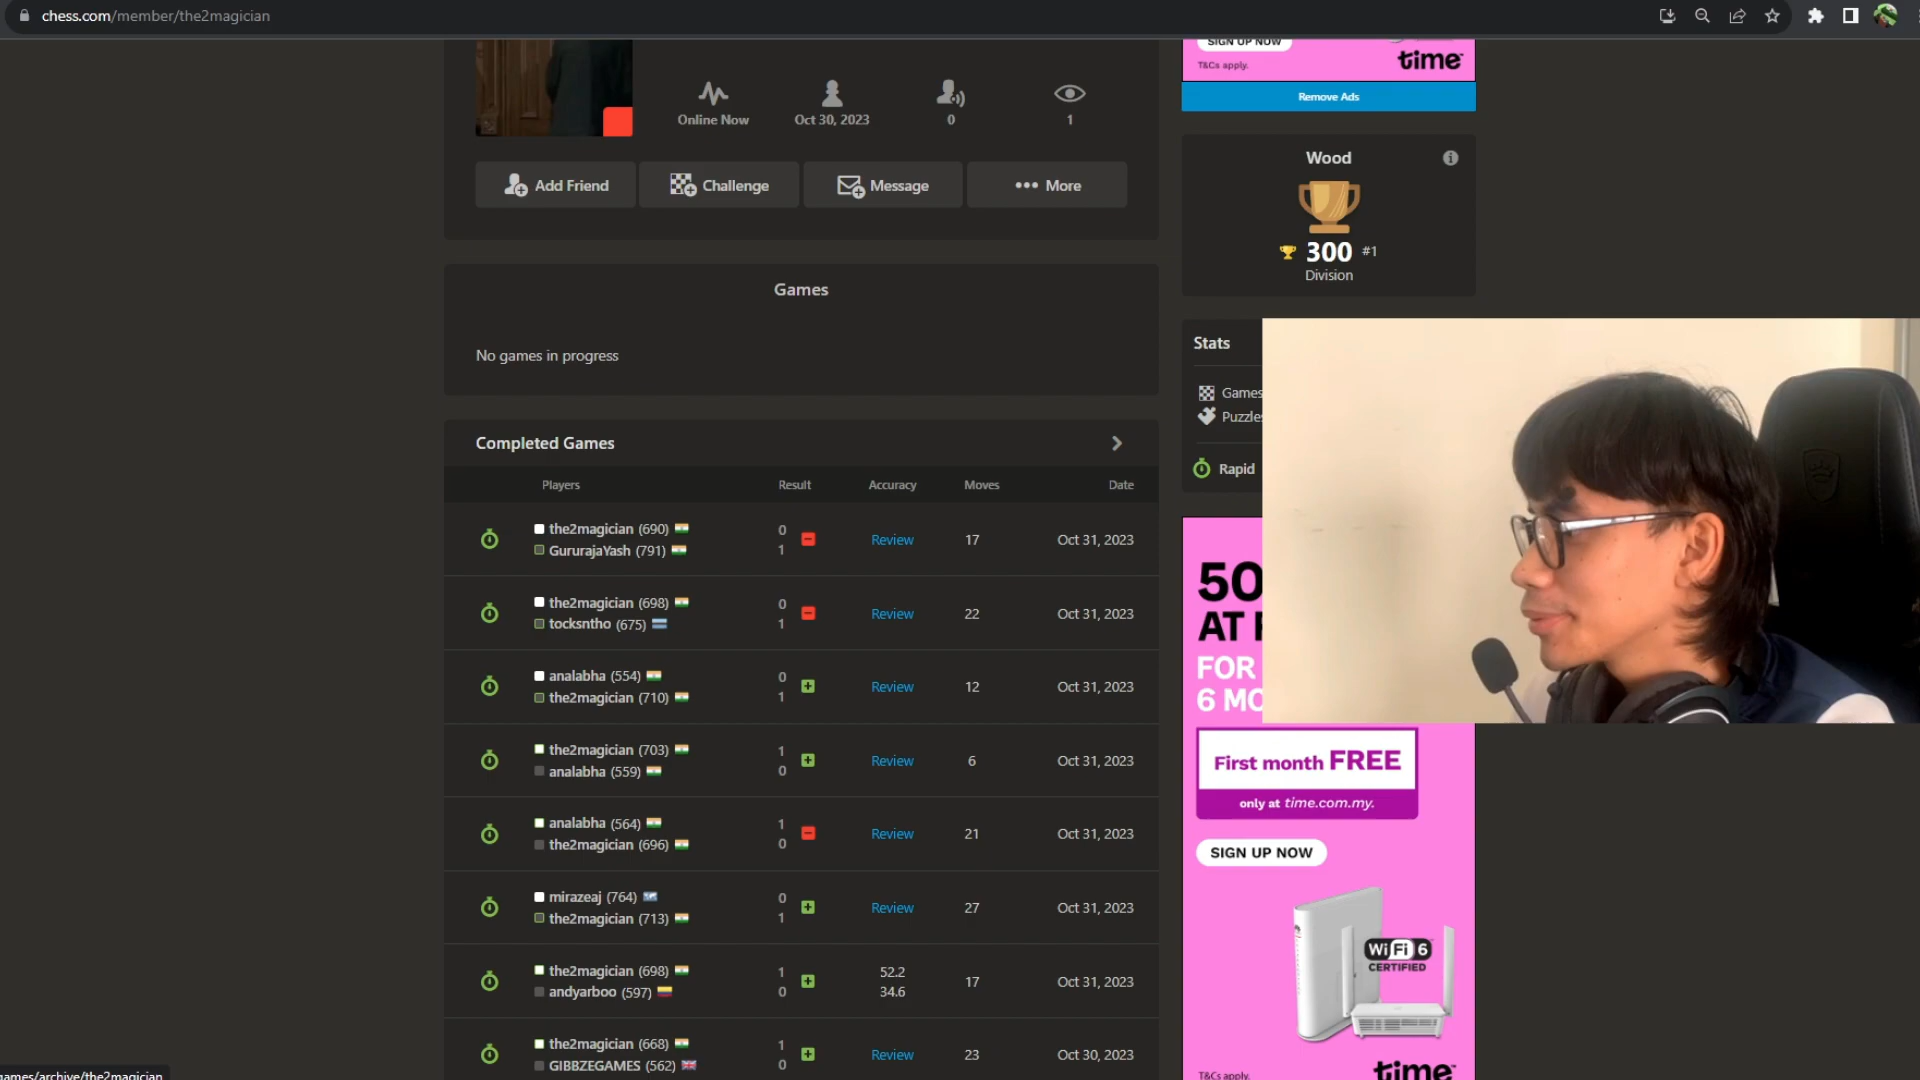 chess.com/member/the2magician
SIGN UP NOW
T&Cs apply.
time
Online Now
Oct 30, 2023
0
1
Remove Ads
Add Friend
Challenge
Message
More
Wood
300 #1
Division
Games
No games in progress
Stats
Games
Puzzles
Rapid
Completed Games
Players Result Accuracy Moves Date
the2magician (690) 0
GururajaYash (791) 1
Review 17 Oct 31, 2023
the2magician (698) 0
tocksntho (675) 1
Review 22 Oct 31, 2023
analabha (554) 0
the2magician (710) 1
Review 12 Oct 31, 2023
the2magician (703) 1
analabha (559) 0
Review 6 Oct 31, 2023
analabha (564) 1
the2magician (696) 0
Review 21 Oct 31, 2023
mirazeaj (764) 0
the2magician (713) 1
Review 27 Oct 31, 2023
the2magician (698) 1 52.2
andyarboo (597) 0 34.6
17 Oct 31, 2023
the2magician (668) 1
GIBBZEGAMES (562) 0
Review 23 Oct 30, 2023
50
AT
FOR
6 MO
First month FREE
only at time.com.my.
SIGN UP NOW
WiFi 6
CERTIFIED
T&Cs apply.
time
games/archive/the2magician